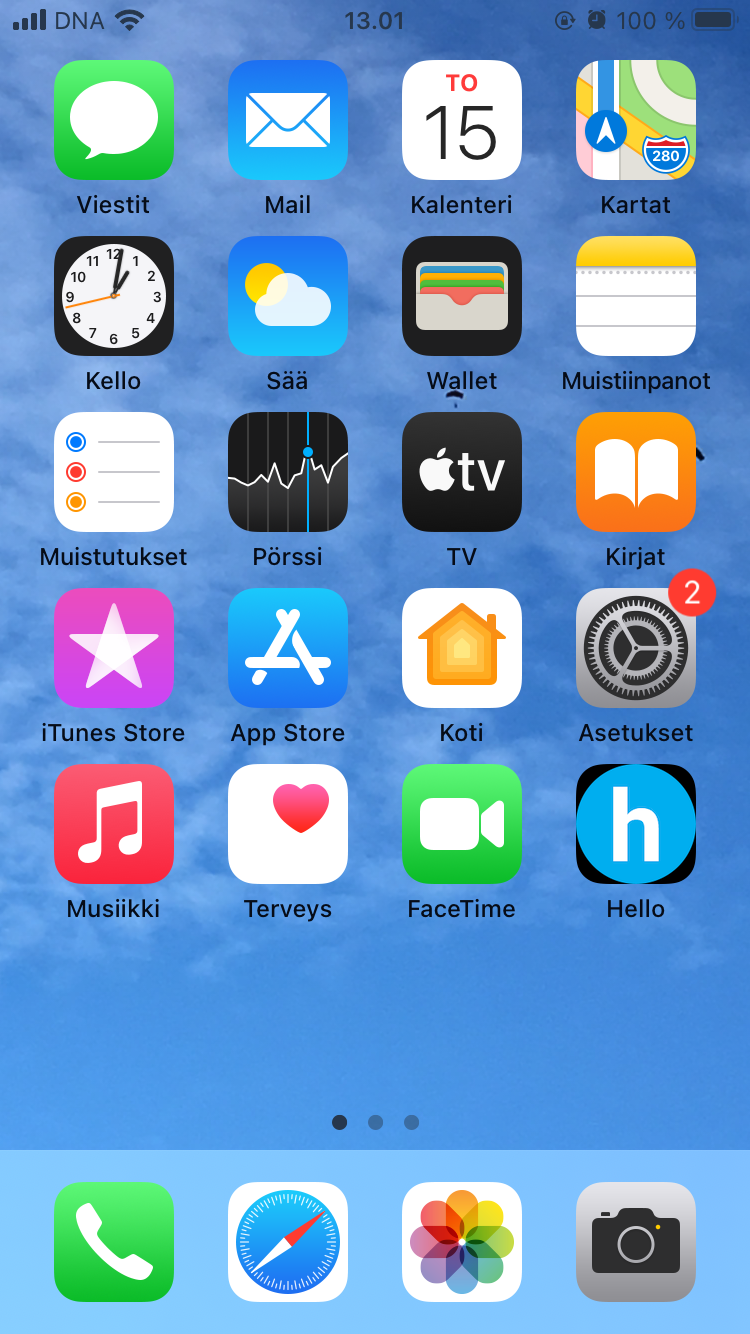 DNA 13.01 100 %
TO
15
280
Viestit Mail Kalenteri Kartat
12
11 1
10 2
9 3
8 4
7 5
6
Kello Sää Wallet Muistiinpanot
tv
Muistutukset Pörssi TV Kirjat
2
iTunes Store App Store Koti Asetukset
h
Musiikki Terveys FaceTime Hello